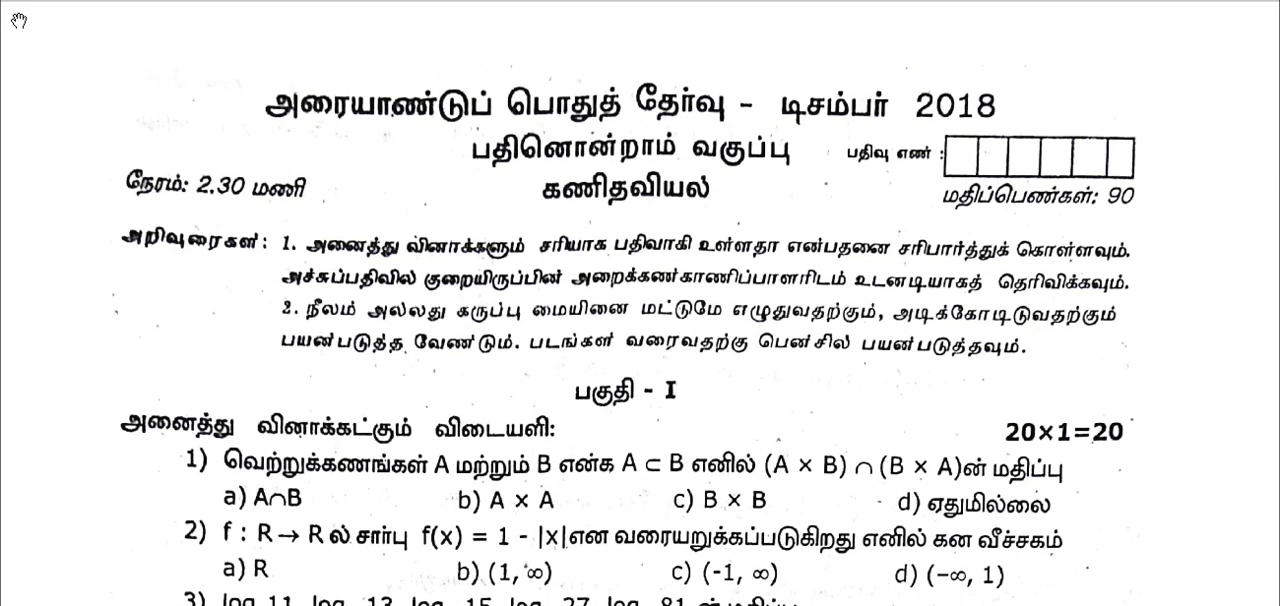 அரையாண்டுப் பொதுத் தேர்வு - டிசம்பர் 2018
பதினொன்றாம் வகுப்பு
பதிவு எண் :
நேரம்: 2.30 மணி
கணிதவியல்
மதிப்பெண்கள்: 90
அறிவுரைகள் : 1. அனைத்து வினாக்களும் சரியாக பதிவாகி உள்ளதா என்பதனை சரிபார்த்துக் கொள்ளவும்.
அச்சுப்பதிவில் குறையிருப்பின் அறைக்கண்காணிப்பாளரிடம் உடனடியாகத் தெரிவிக்கவும்.
2. நீலம் அல்லது கருப்பு மையினை மட்டுமே எழுதுவதற்கும், அடிக்கோடிடுவதற்கும்
பயன்படுத்த வேண்டும். படங்கள் வரைவதற்கு பென்சில் பயன்படுத்தவும்.
பகுதி - I
அனைத்து வினாக்கட்கும் விடையளி: 20×1=20
1) வெற்றுக்கணங்கள் A மற்றும் B என்க A ⊂ B எனில் (A × B) ∩ (B × A)ன் மதிப்பு
a) A∩B b) A × A c) B × B d) ஏதுமில்லை
2) f : R → R ல் சார்பு f(x) = 1 - |x| என வரையறுக்கப்படுகிறது எனில் கன வீச்சகம்
a) R b) (1, ∞) c) (-1, ∞) d) (−∞, 1)